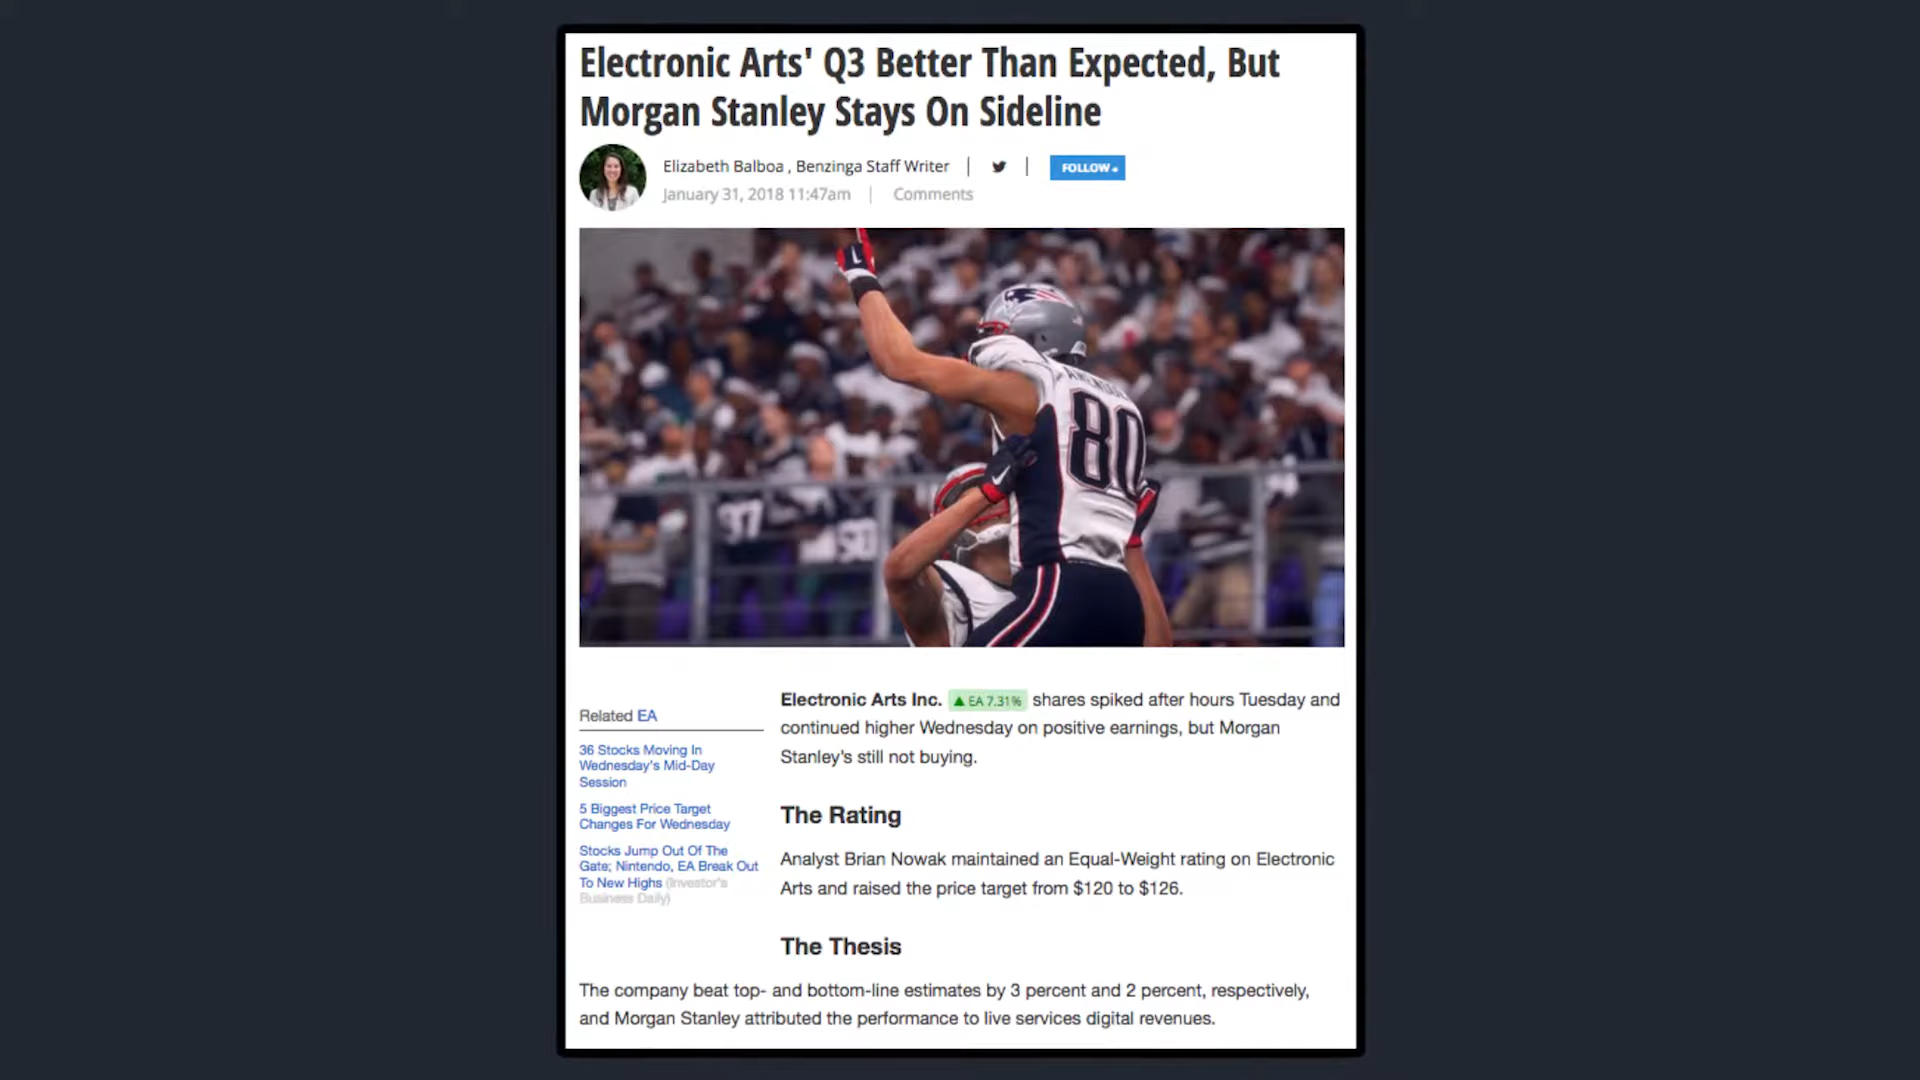 Electronic Arts' Q3 Better Than Expected, But
Morgan Stanley Stays On Sideline
Elizabeth Balboa , Benzinga Staff Writer | | FOLLOW +
January 31, 2018 11:47am | Comments
80
97
90
Related EA
36 Stocks Moving In
Wednesday's Mid-Day
Session
5 Biggest Price Target
Changes For Wednesday
Stocks Jump Out Of The
Gate; Nintendo, EA Break Out
To New Highs (Investor's
Business Daily)
Electronic Arts Inc. ▲ EA 7.31% shares spiked after hours Tuesday and
continued higher Wednesday on positive earnings, but Morgan
Stanley's still not buying.
The Rating
Analyst Brian Nowak maintained an Equal-Weight rating on Electronic
Arts and raised the price target from $120 to $126.
The Thesis
The company beat top- and bottom-line estimates by 3 percent and 2 percent, respectively,
and Morgan Stanley attributed the performance to live services digital revenues.